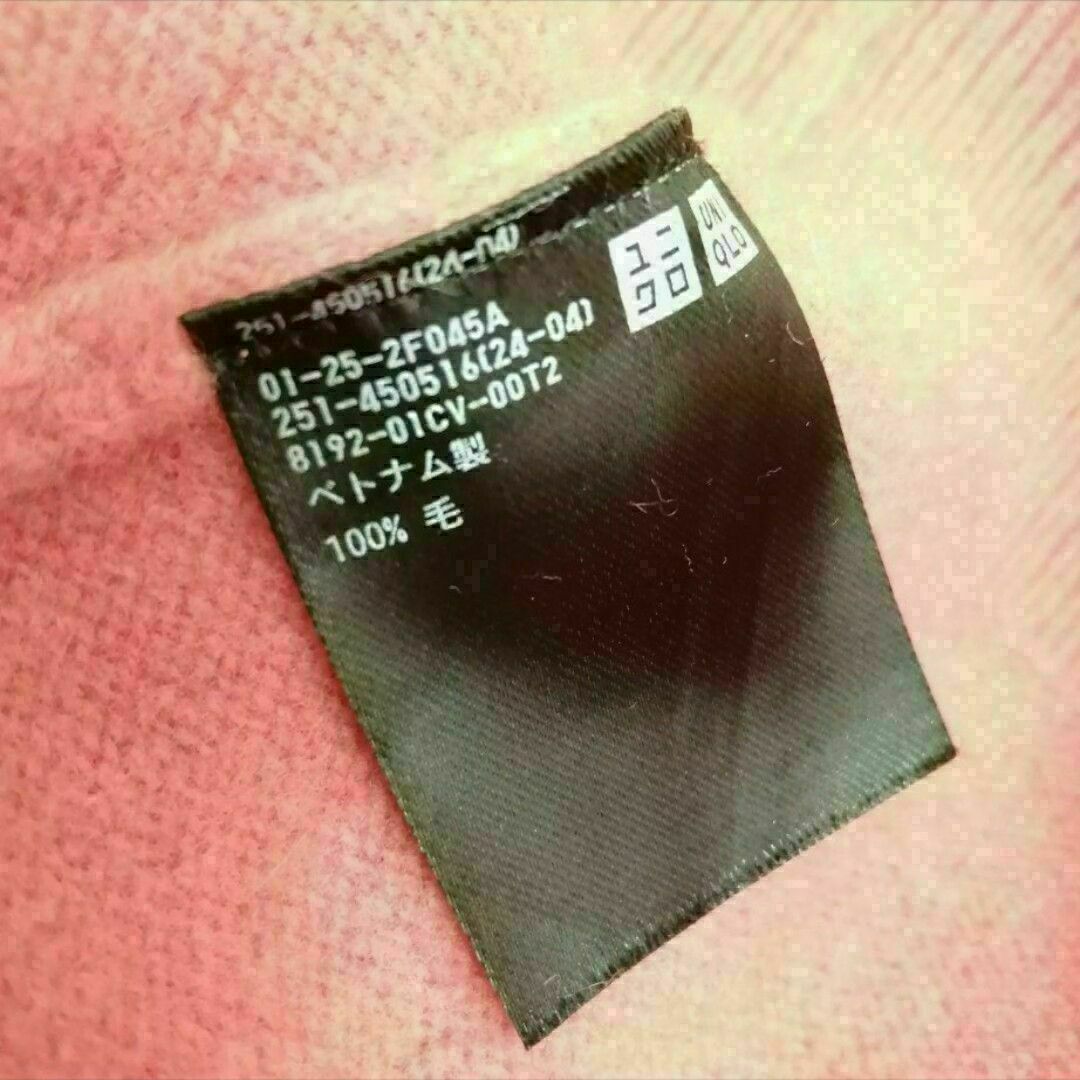 251-450516(24-04)
ユニ
クロ
UNI
QLO
01-25-2F045A
251-450516(24-04)
8192-01CV-00T2
ベトナム製
100% 毛